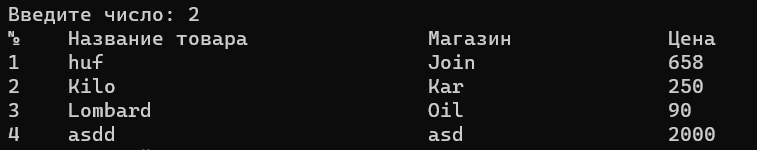 Введите число: 2
№ Название товара Магазин Цена
1 huf Join 658
2 Kilo Kar 250
3 Lombard Oil 90
4 asdd asd 2000